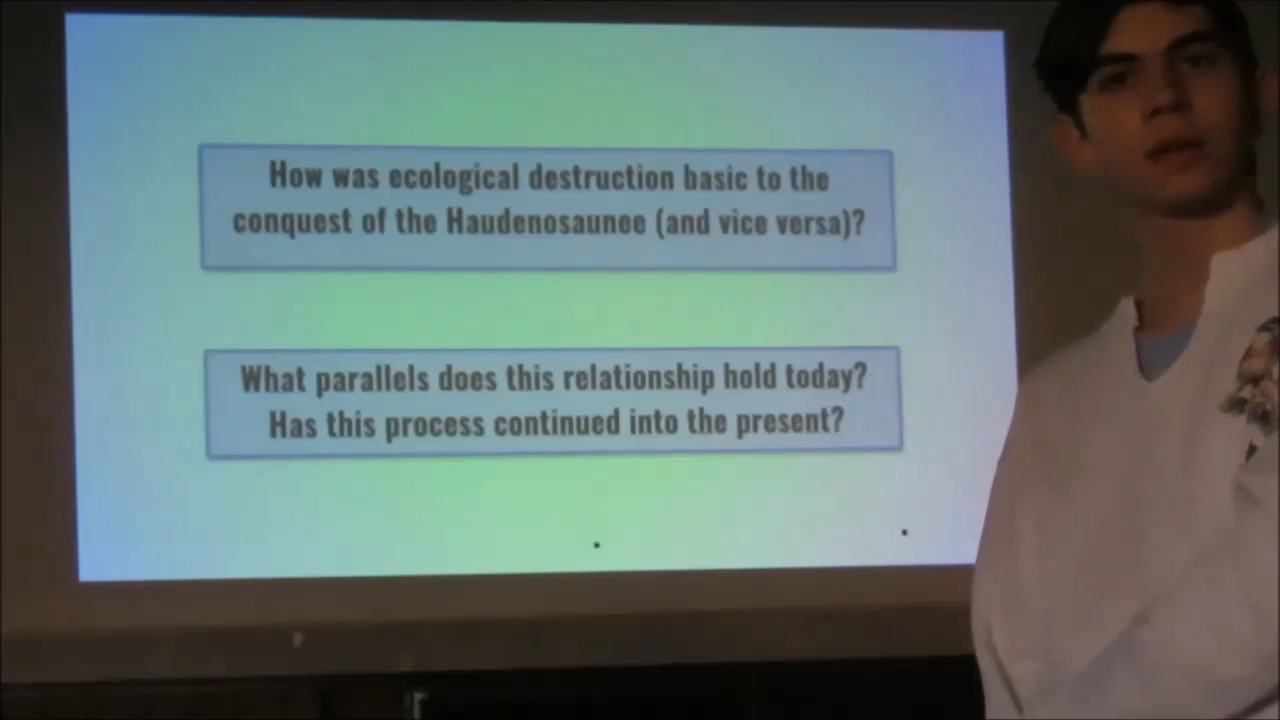 How was ecological destruction basic to the
conquest of the Haudenosaunee (and vice versa)?
What parallels does this relationship hold today?
Has this process continued into the present?